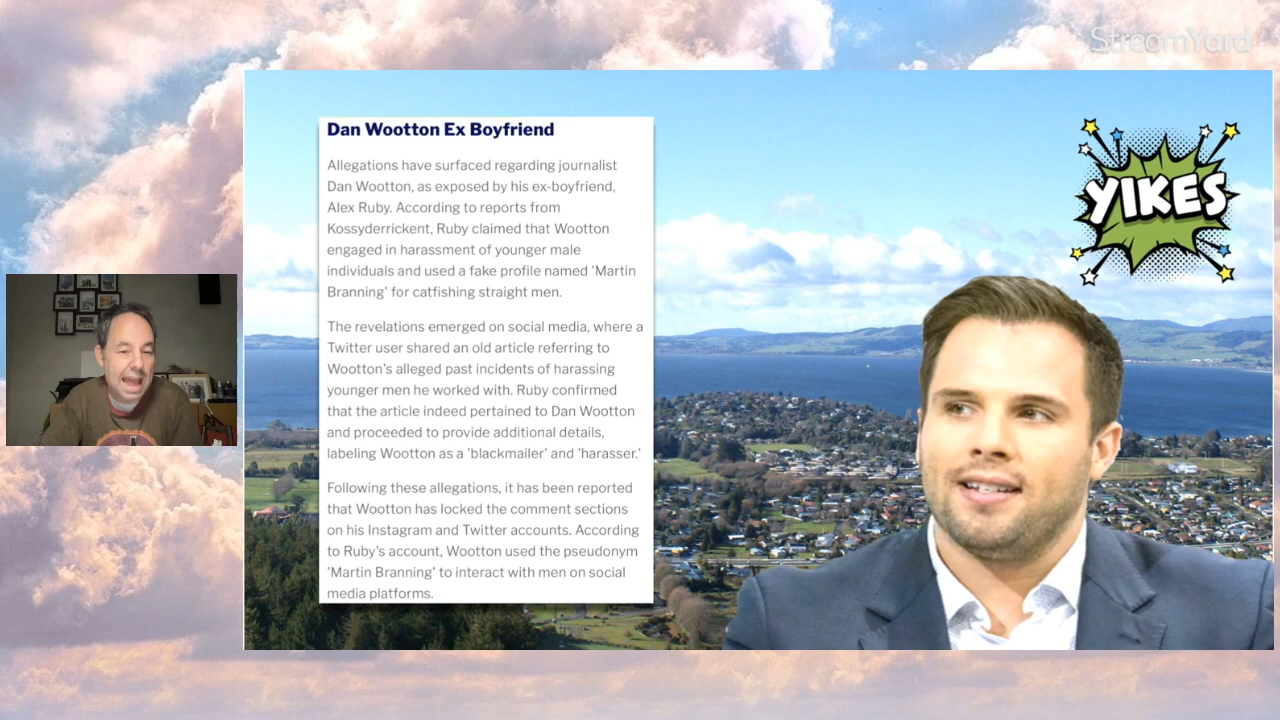 StreamYard
Dan Wootton Ex Boyfriend
Allegations have surfaced regarding journalist
Dan Wootton, as exposed by his ex-boyfriend,
Alex Ruby. According to reports from
Kossyderrickent, Ruby claimed that Wootton
engaged in harassment of younger male
individuals and used a fake profile named 'Martin
Branning' for catfishing straight men.
The revelations emerged on social media, where a
Twitter user shared an old article referring to
Wootton's alleged past incidents of harassing
younger men he worked with. Ruby confirmed
that the article indeed pertained to Dan Wootton
and proceeded to provide additional details,
labeling Wootton as a 'blackmailer' and 'harasser.'
Following these allegations, it has been reported
that Wootton has locked the comment sections
on his Instagram and Twitter accounts. According
to Ruby's account, Wootton used the pseudonym
'Martin Branning' to interact with men on social
media platforms.
YIKES